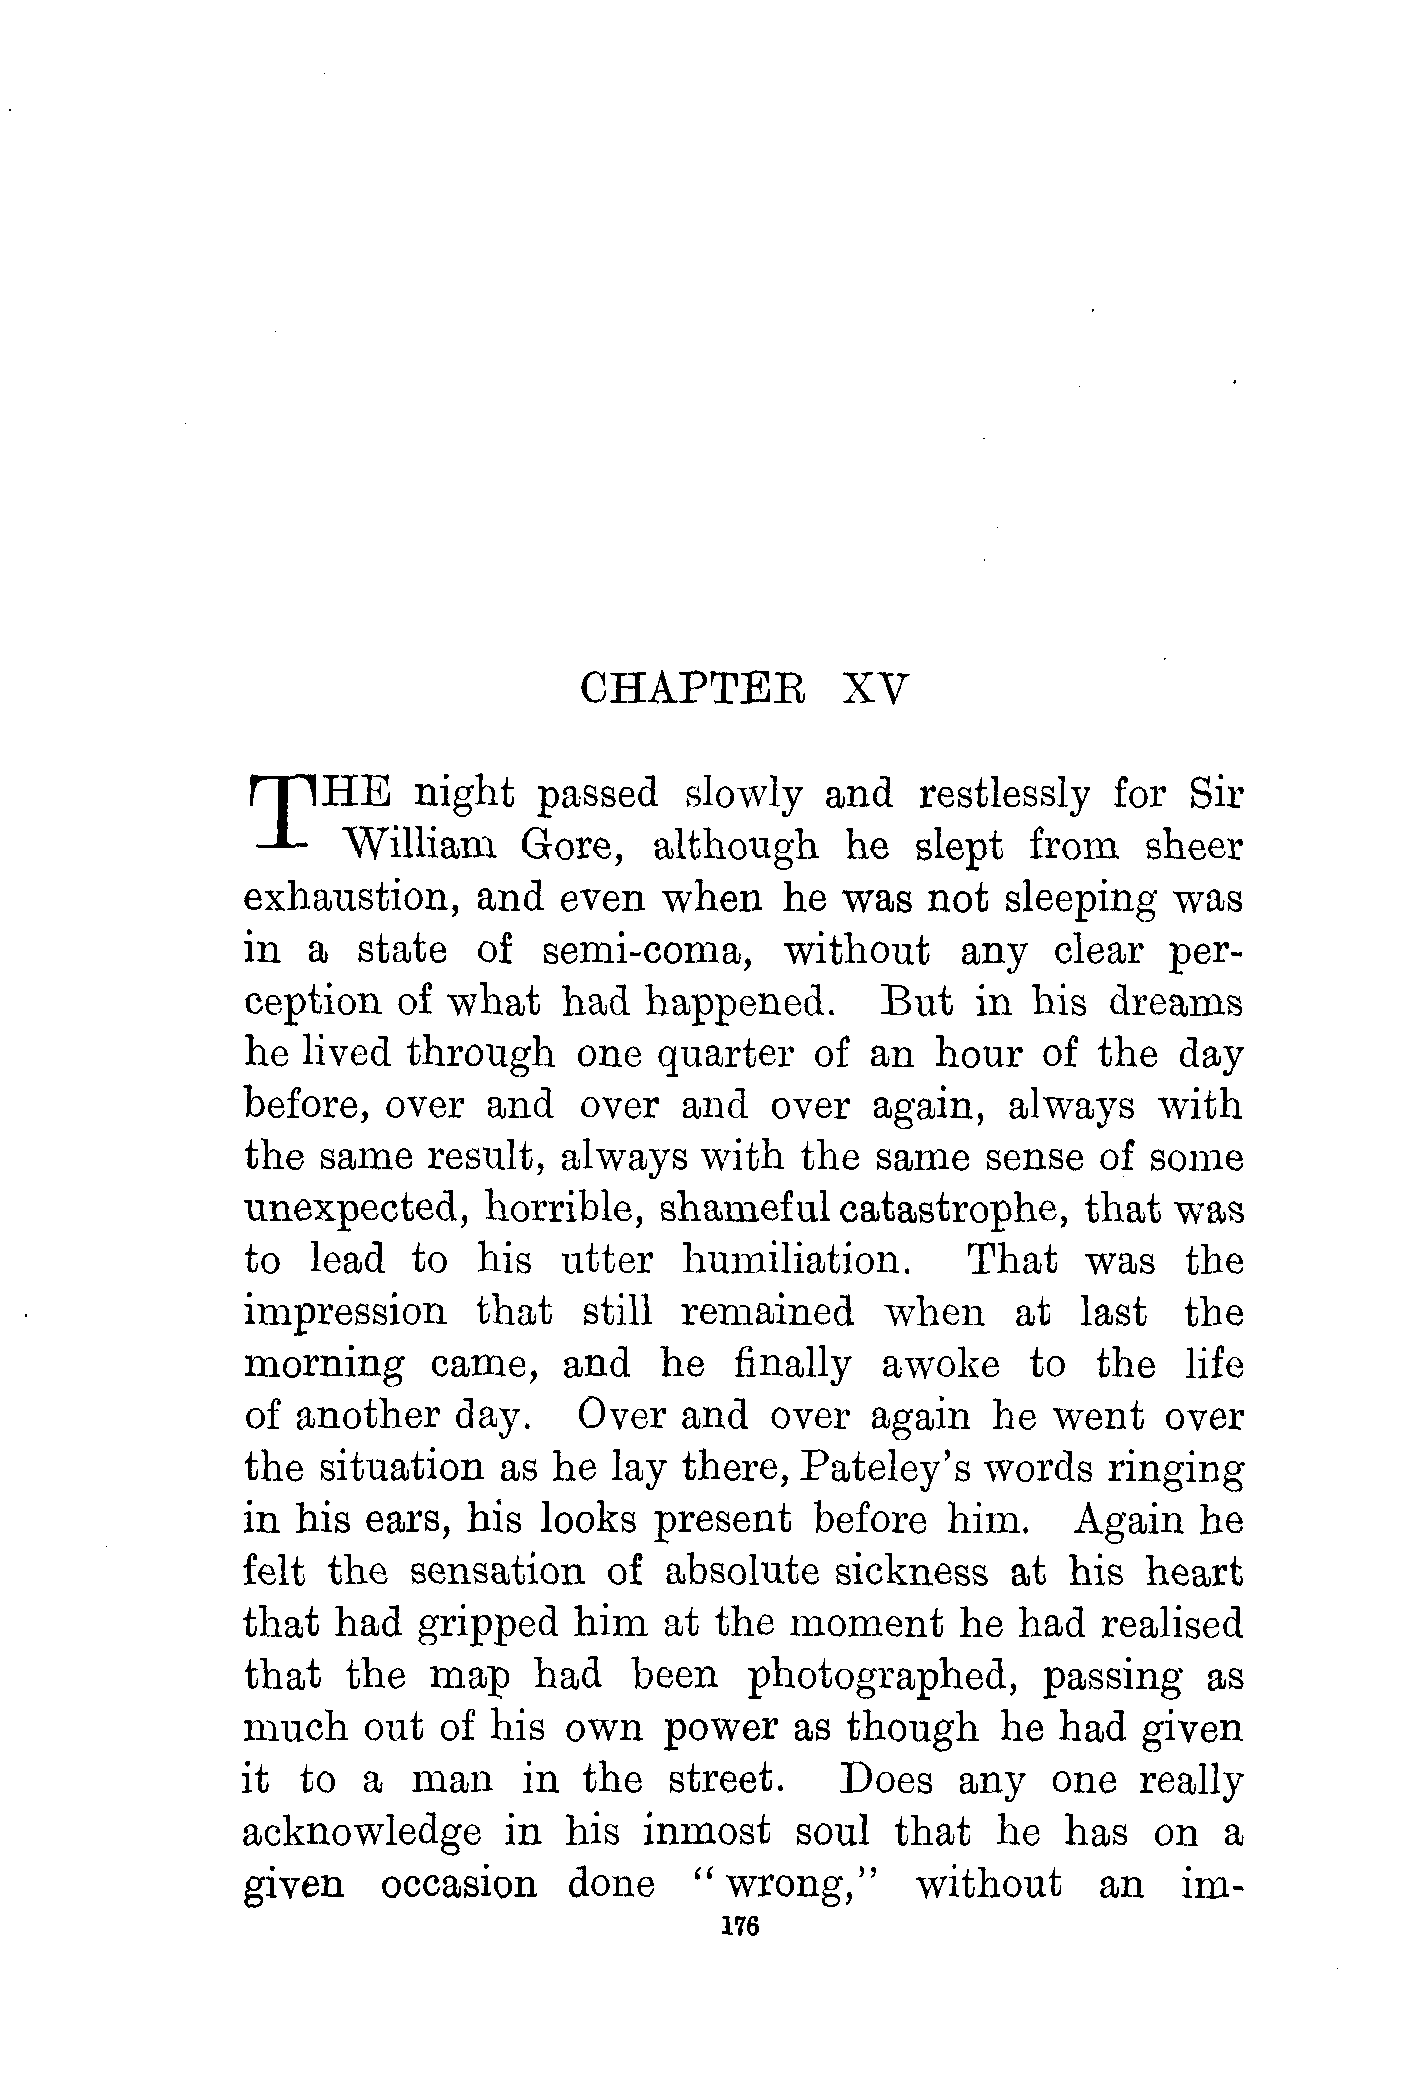 CHAPTER XV
THE night passed slowly and restlessly for Sir
William Gore, although he slept from sheer
exhaustion, and even when he was not sleeping was
in a state of semi-coma, without any clear per-
ception of what had happened. But in his dreams
he lived through one quarter of an hour of the day
before, over and over and over again, always with
the same result, always with the same sense of some
unexpected, horrible, shameful catastrophe, that was
to lead to his utter humiliation. That was the
impression that still remained when at last the
morning came, and he finally awoke to the life
of another day. Over and over again he went over
the situation as he lay there, Pateley's words ringing
in his ears, his looks present before him. Again he
felt the sensation of absolute sickness at his heart
that had gripped him at the moment he had realised
that the map had been photographed, passing as
much out of his own power as though he had given
it to a man in the street. Does any one really
acknowledge in his inmost soul that he has on a
given occasion done "wrong," without an im-
176